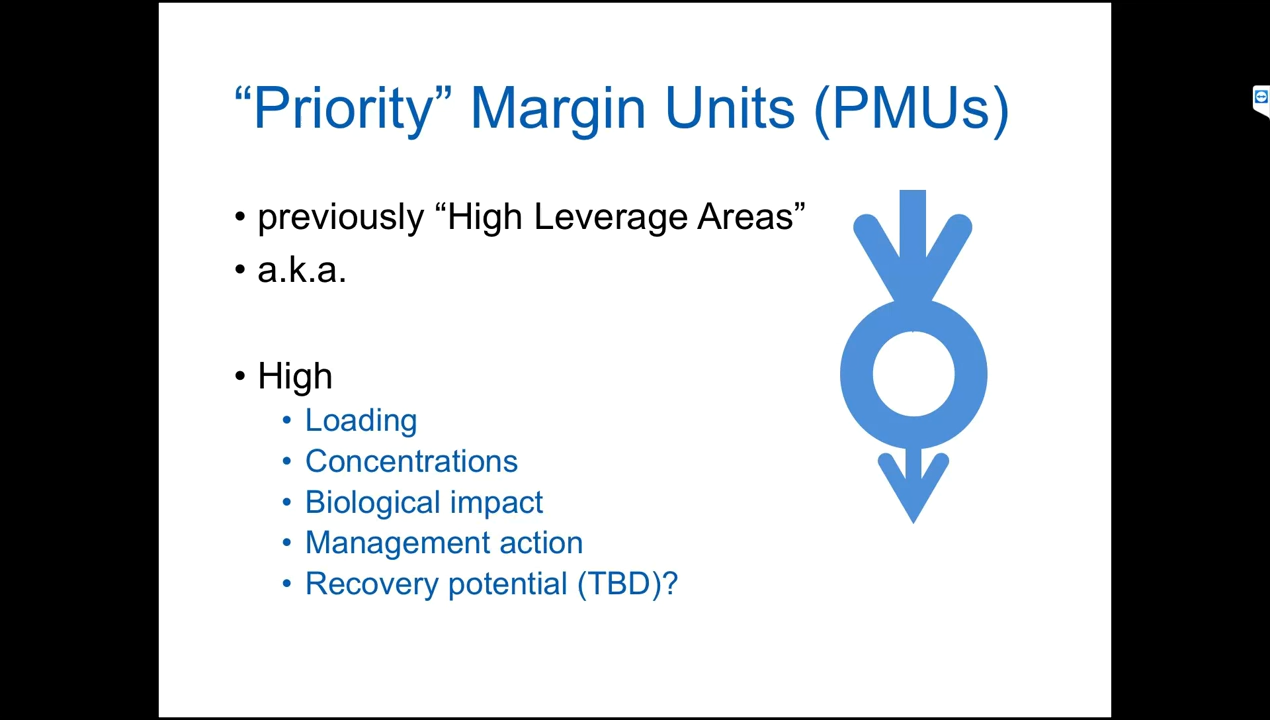 “Priority” Margin Units (PMUs)
• previously “High Leverage Areas”
• a.k.a.
• High
• Loading
• Concentrations
• Biological impact
• Management action
• Recovery potential (TBD)?